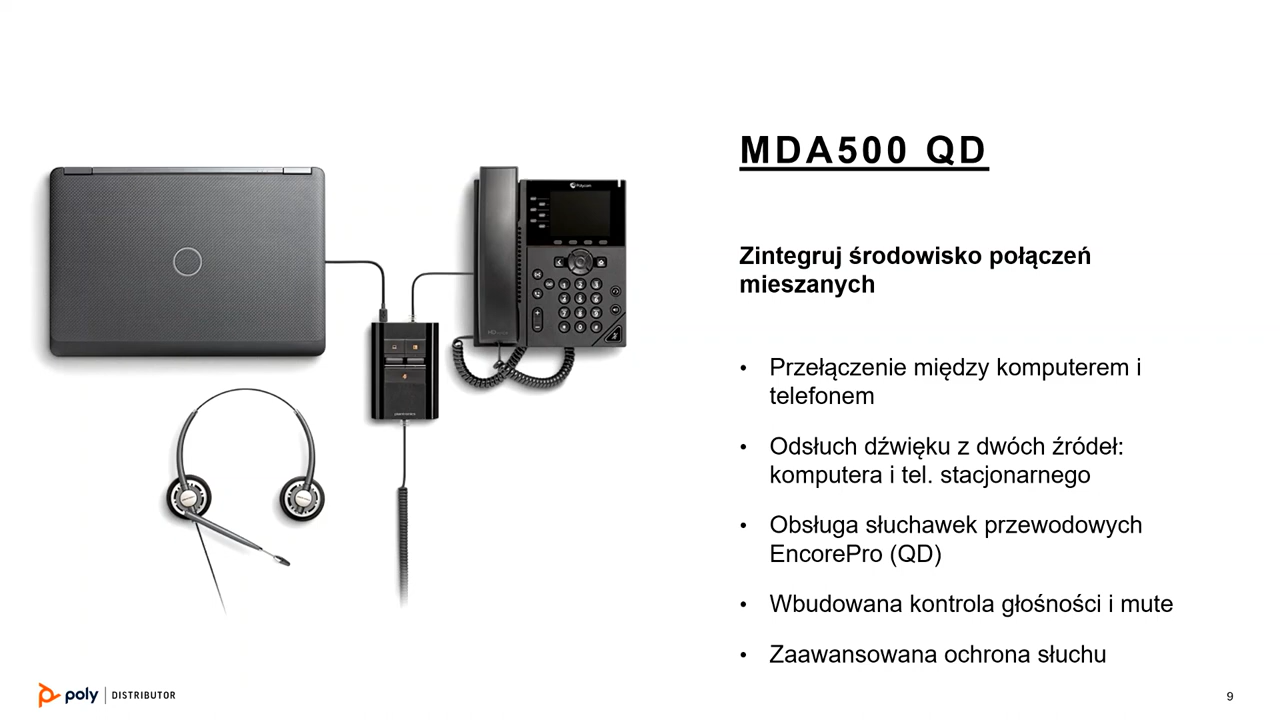 MDA500 QD
Zintegruj środowisko połączeń
mieszanych
• Przełączenie między komputerem i
telefonem
• Odsłuch dźwięku z dwóch źródeł:
komputera i tel. stacjonarnego
• Obsługa słuchawek przewodowych
EncorePro (QD)
• Wbudowana kontrola głośności i mute
• Zaawansowana ochrona słuchu
Polycom
poly | DISTRIBUTOR
9